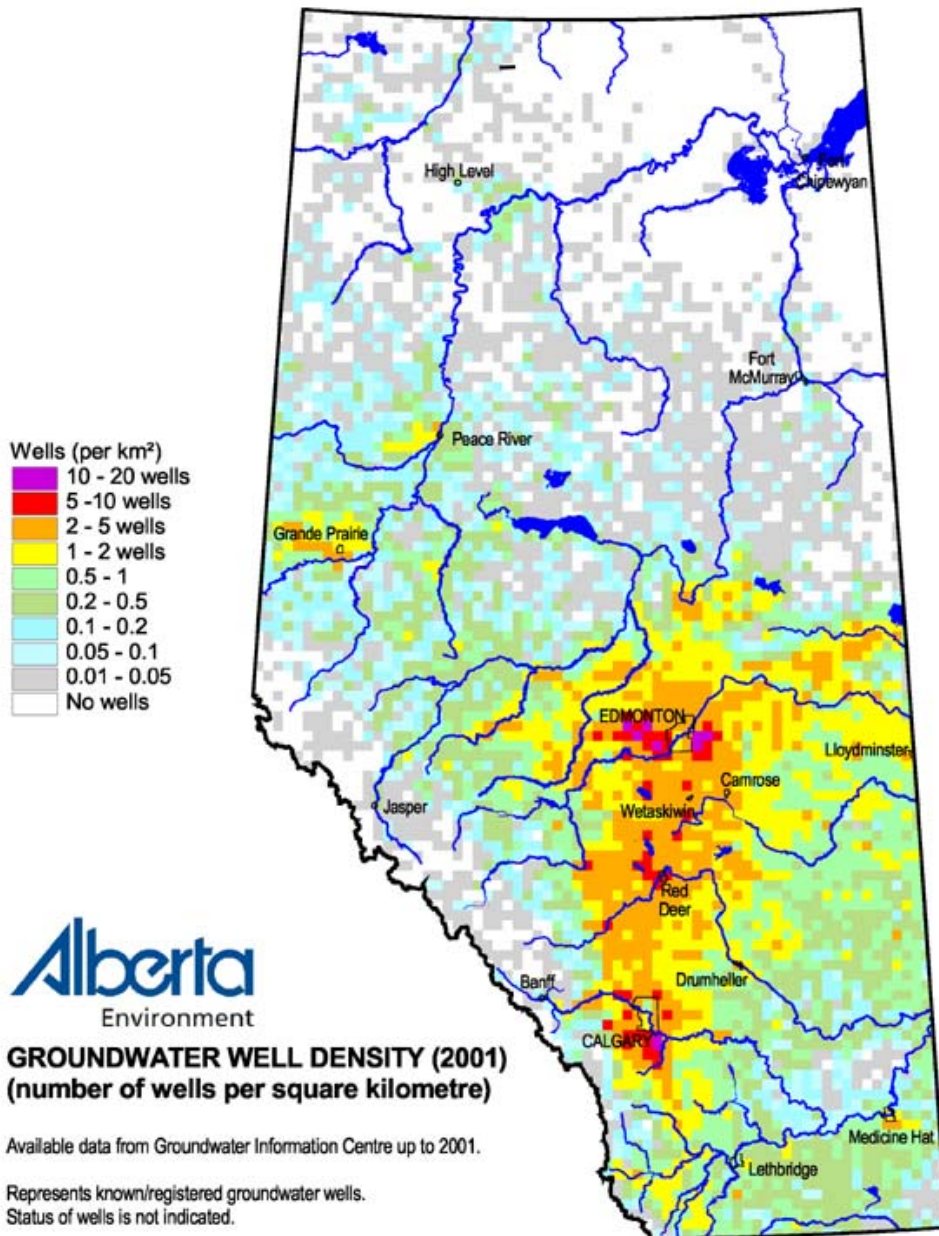 High Level
Fort
Chipewyan
Fort
McMurray
Peace River
Wells (per km²)
10 - 20 wells
5 -10 wells
2 - 5 wells
1 - 2 wells
0.5 - 1
0.2 - 0.5
0.1 - 0.2
0.05 - 0.1
0.01 - 0.05
No wells
Grande Prairie
EDMONTON
Lloydminster
Camrose
Jasper
Wetaskiwin
Red
Deer
Banff
Drumheller
CALGARY
Medicine Hat
Lethbridge
Alberta
Environment
GROUNDWATER WELL DENSITY (2001)
(number of wells per square kilometre)
Available data from Groundwater Information Centre up to 2001.
Represents known/registered groundwater wells.
Status of wells is not indicated.